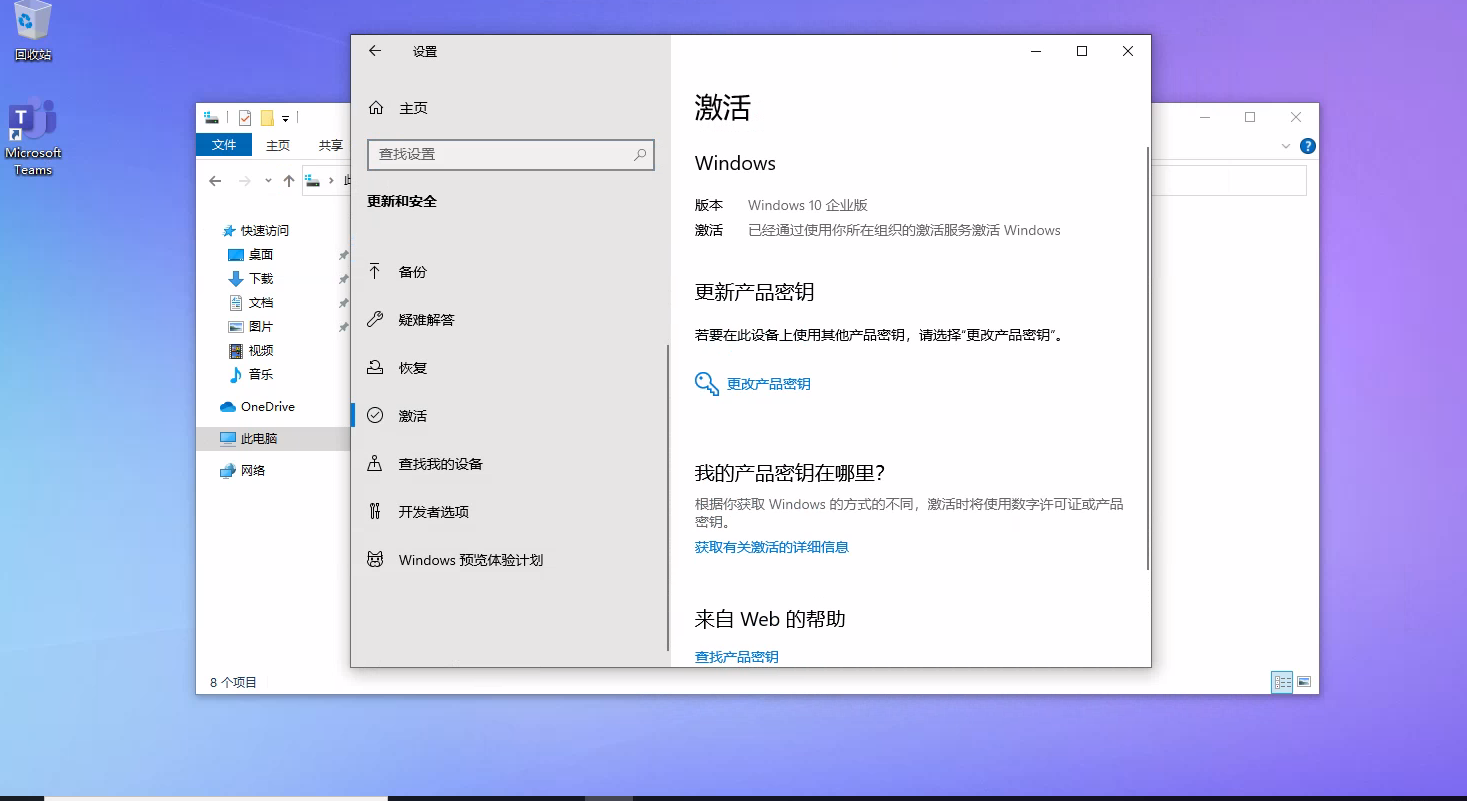 回收站
Microsoft
Teams
文件
主页
共享
快速访问
桌面
下载
文档
图片
视频
音乐
OneDrive
此电脑
网络
8 个项目
设置
主页
查找设置
更新和安全
备份
疑难解答
恢复
激活
查找我的设备
开发者选项
Windows 预览体验计划
激活
Windows
版本 Windows 10 企业版
激活 已经通过使用你所在组织的激活服务激活 Windows
更新产品密钥
若要在此设备上使用其他产品密钥，请选择“更改产品密钥”。
更改产品密钥
我的产品密钥在哪里？
根据你获取 Windows 的方式的不同，激活时将使用数字许可证或产品
密钥。
获取有关激活的详细信息
来自 Web 的帮助
查找产品密钥